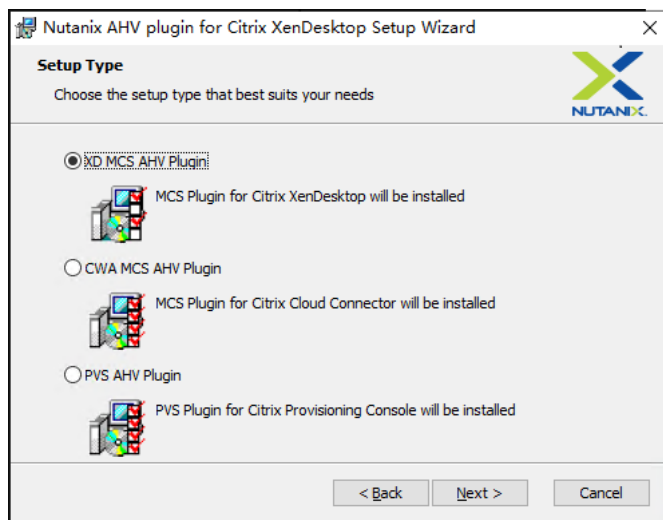 Nutanix AHV plugin for Citrix XenDesktop Setup Wizard
Setup Type
Choose the setup type that best suits your needs
NUTANIX.
XD MCS AHV Plugin
MCS Plugin for Citrix XenDesktop will be installed
CWA MCS AHV Plugin
MCS Plugin for Citrix Cloud Connector will be installed
PVS AHV Plugin
PVS Plugin for Citrix Provisioning Console will be installed
< Back Next > Cancel